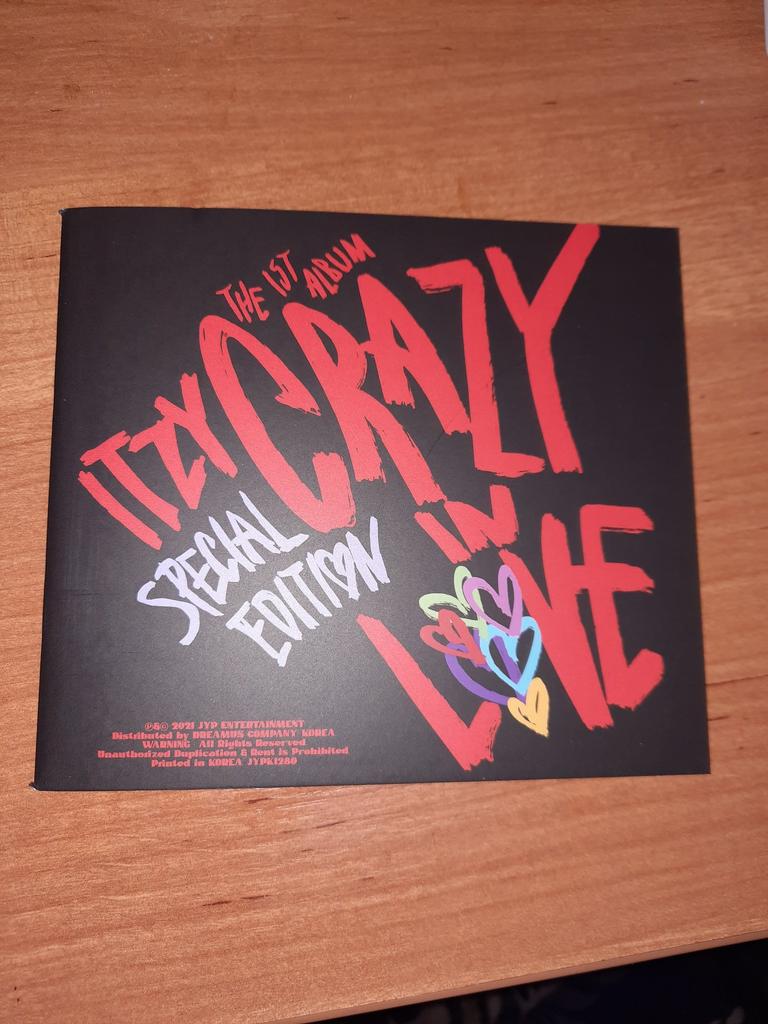 THE 1ST
ALBUM
ITZY CRAZY
IN
LOVE
SPECIAL
EDITION
℗&© 2021 JYP ENTERTAINMENT
Distributed by DREAMUS COMPANY KOREA
WARNING All Rights Reserved
Unauthorized Duplication & Rent is Prohibited
Printed in KOREA JYPK1280